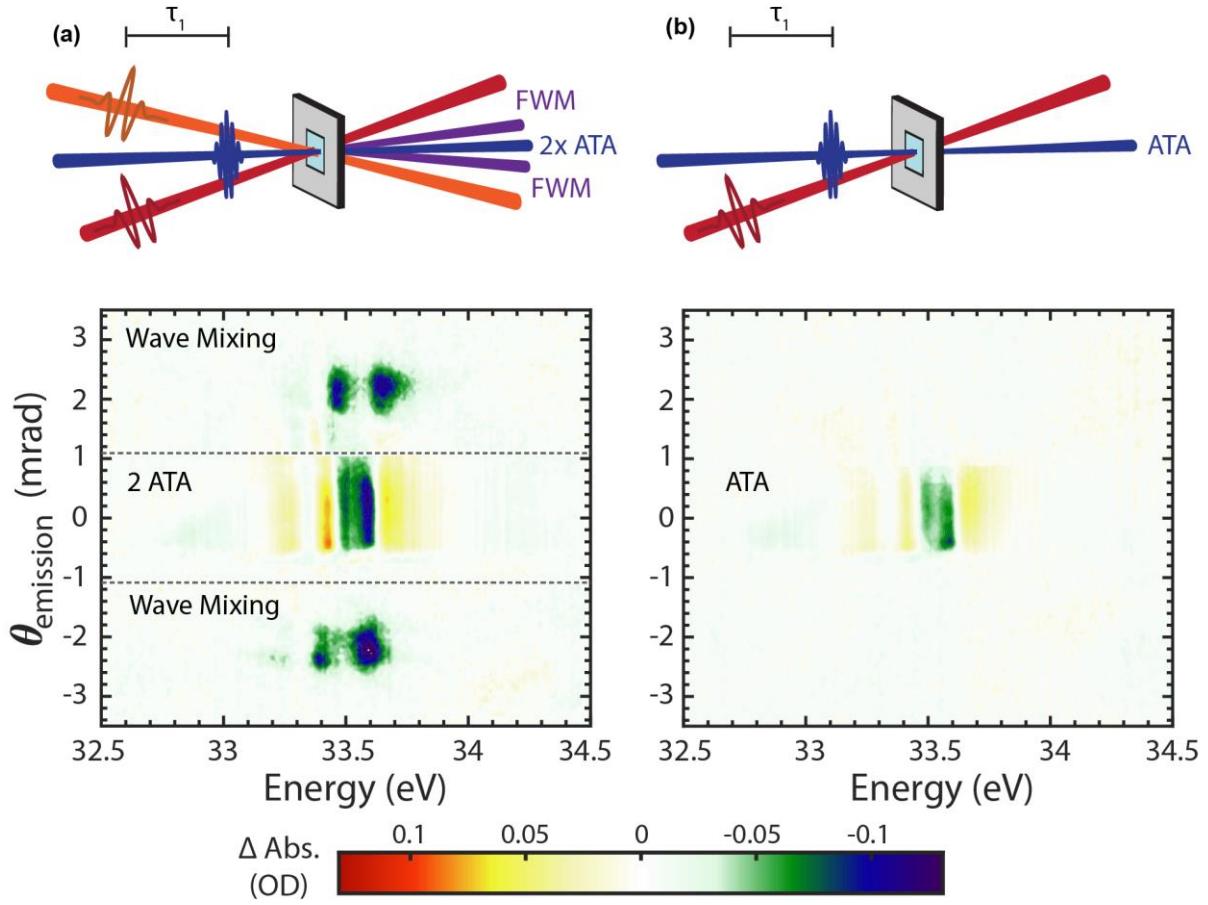 (a)
τ1
FWM
2x ATA
FWM
(b)
τ1
ATA
Wave Mixing
2 ATA
Wave Mixing
θemission (mrad)
3
2
1
0
-1
-2
-3
32.5 33 33.5 34 34.5
Energy (eV)
ATA
3
2
1
0
-1
-2
-3
32.5 33 33.5 34 34.5
Energy (eV)
Δ Abs.
(OD)
0.1 0.05 0 -0.05 -0.1